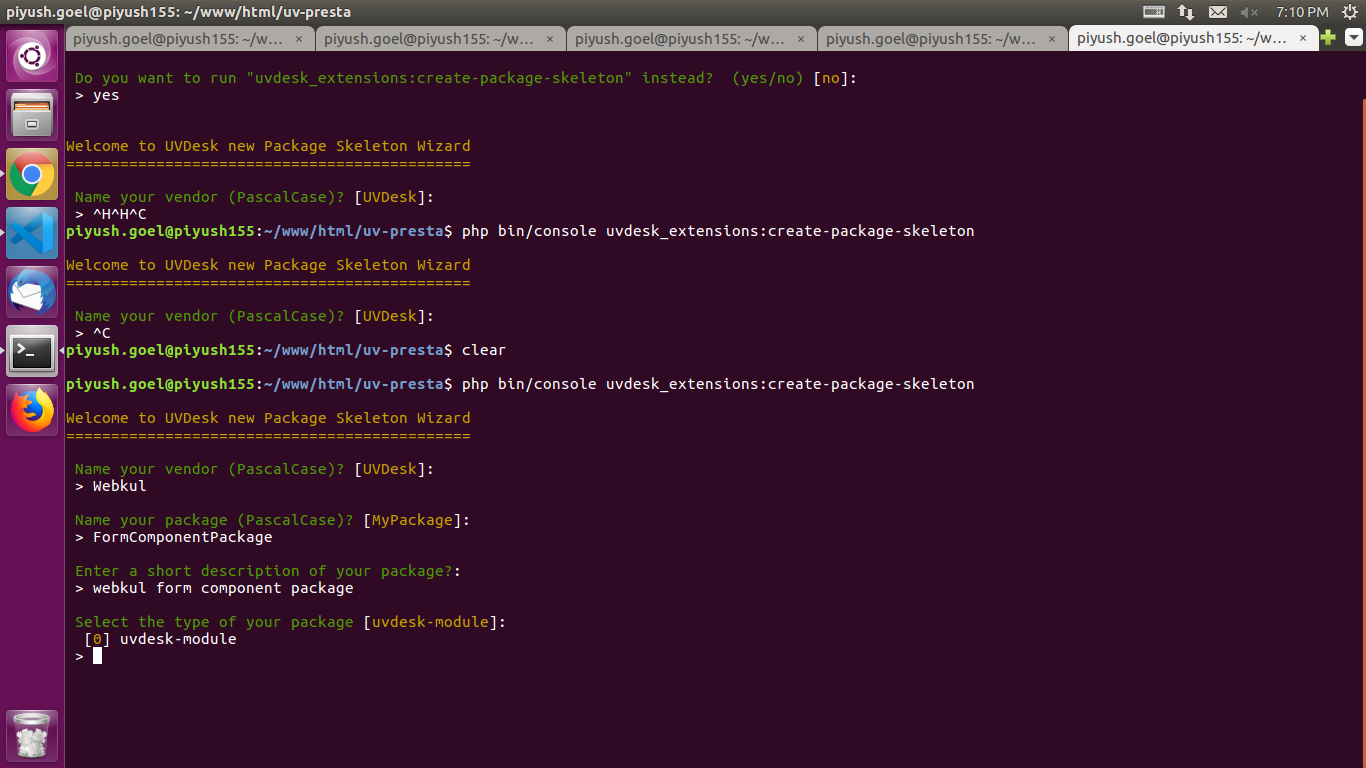 piyush.goel@piyush155: ~/www/html/uv-presta
7:10 PM
piyush.goel@piyush155: ~/w... ×
piyush.goel@piyush155: ~/w... ×
piyush.goel@piyush155: ~/w... ×
piyush.goel@piyush155: ~/w... ×
piyush.goel@piyush155: ~/w... ×
Do you want to run "uvdesk_extensions:create-package-skeleton" instead?  (yes/no) [no]:
> yes
Welcome to UVDesk new Package Skeleton Wizard
=============================================
Name your vendor (PascalCase)? [UVDesk]:
> ^H^H^C
piyush.goel@piyush155:~/www/html/uv-presta$ php bin/console uvdesk_extensions:create-package-skeleton
Welcome to UVDesk new Package Skeleton Wizard
=============================================
Name your vendor (PascalCase)? [UVDesk]:
> ^C
piyush.goel@piyush155:~/www/html/uv-presta$ clear
piyush.goel@piyush155:~/www/html/uv-presta$ php bin/console uvdesk_extensions:create-package-skeleton
Welcome to UVDesk new Package Skeleton Wizard
=============================================
Name your vendor (PascalCase)? [UVDesk]:
> Webkul
Name your package (PascalCase)? [MyPackage]:
> FormComponentPackage
Enter a short description of your package?:
> webkul form component package
Select the type of your package [uvdesk-module]:
[0] uvdesk-module
>